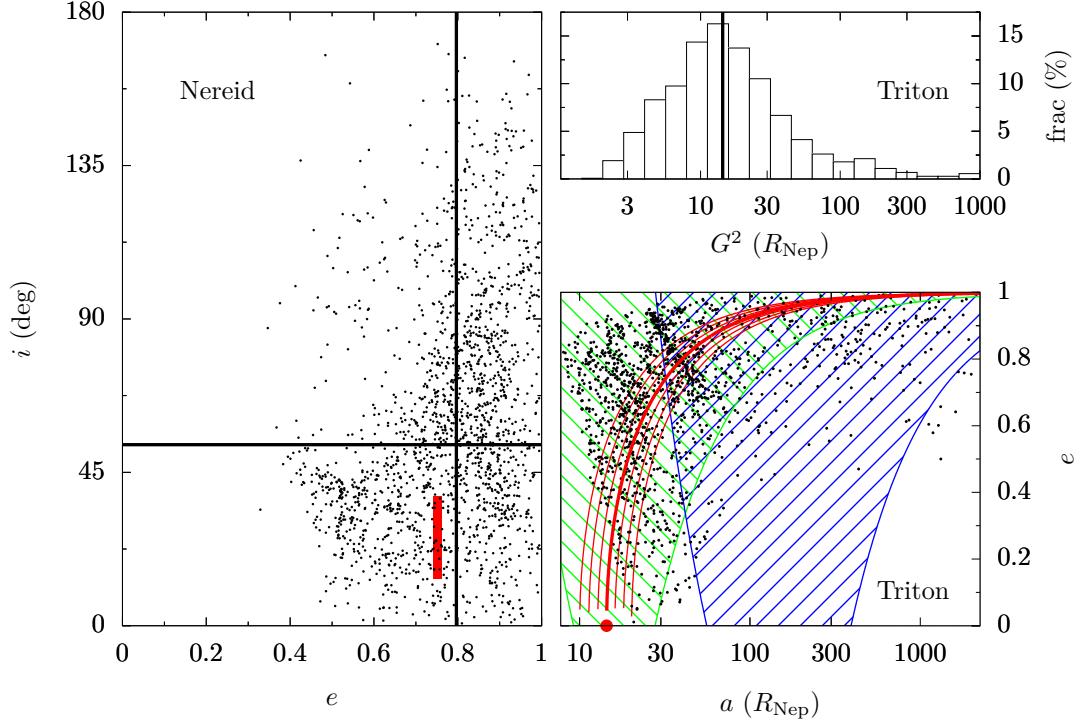 180
135
90
45
0
i (deg)
Nereid
0 0.2 0.4 0.6 0.8 1
e
15
10
5
0
frac (%)
Triton
3 10 30 100 300 1000
G² (R_Nep)
1
0.8
0.6
0.4
0.2
0
e
Triton
10 30 100 300 1000
a (R_Nep)